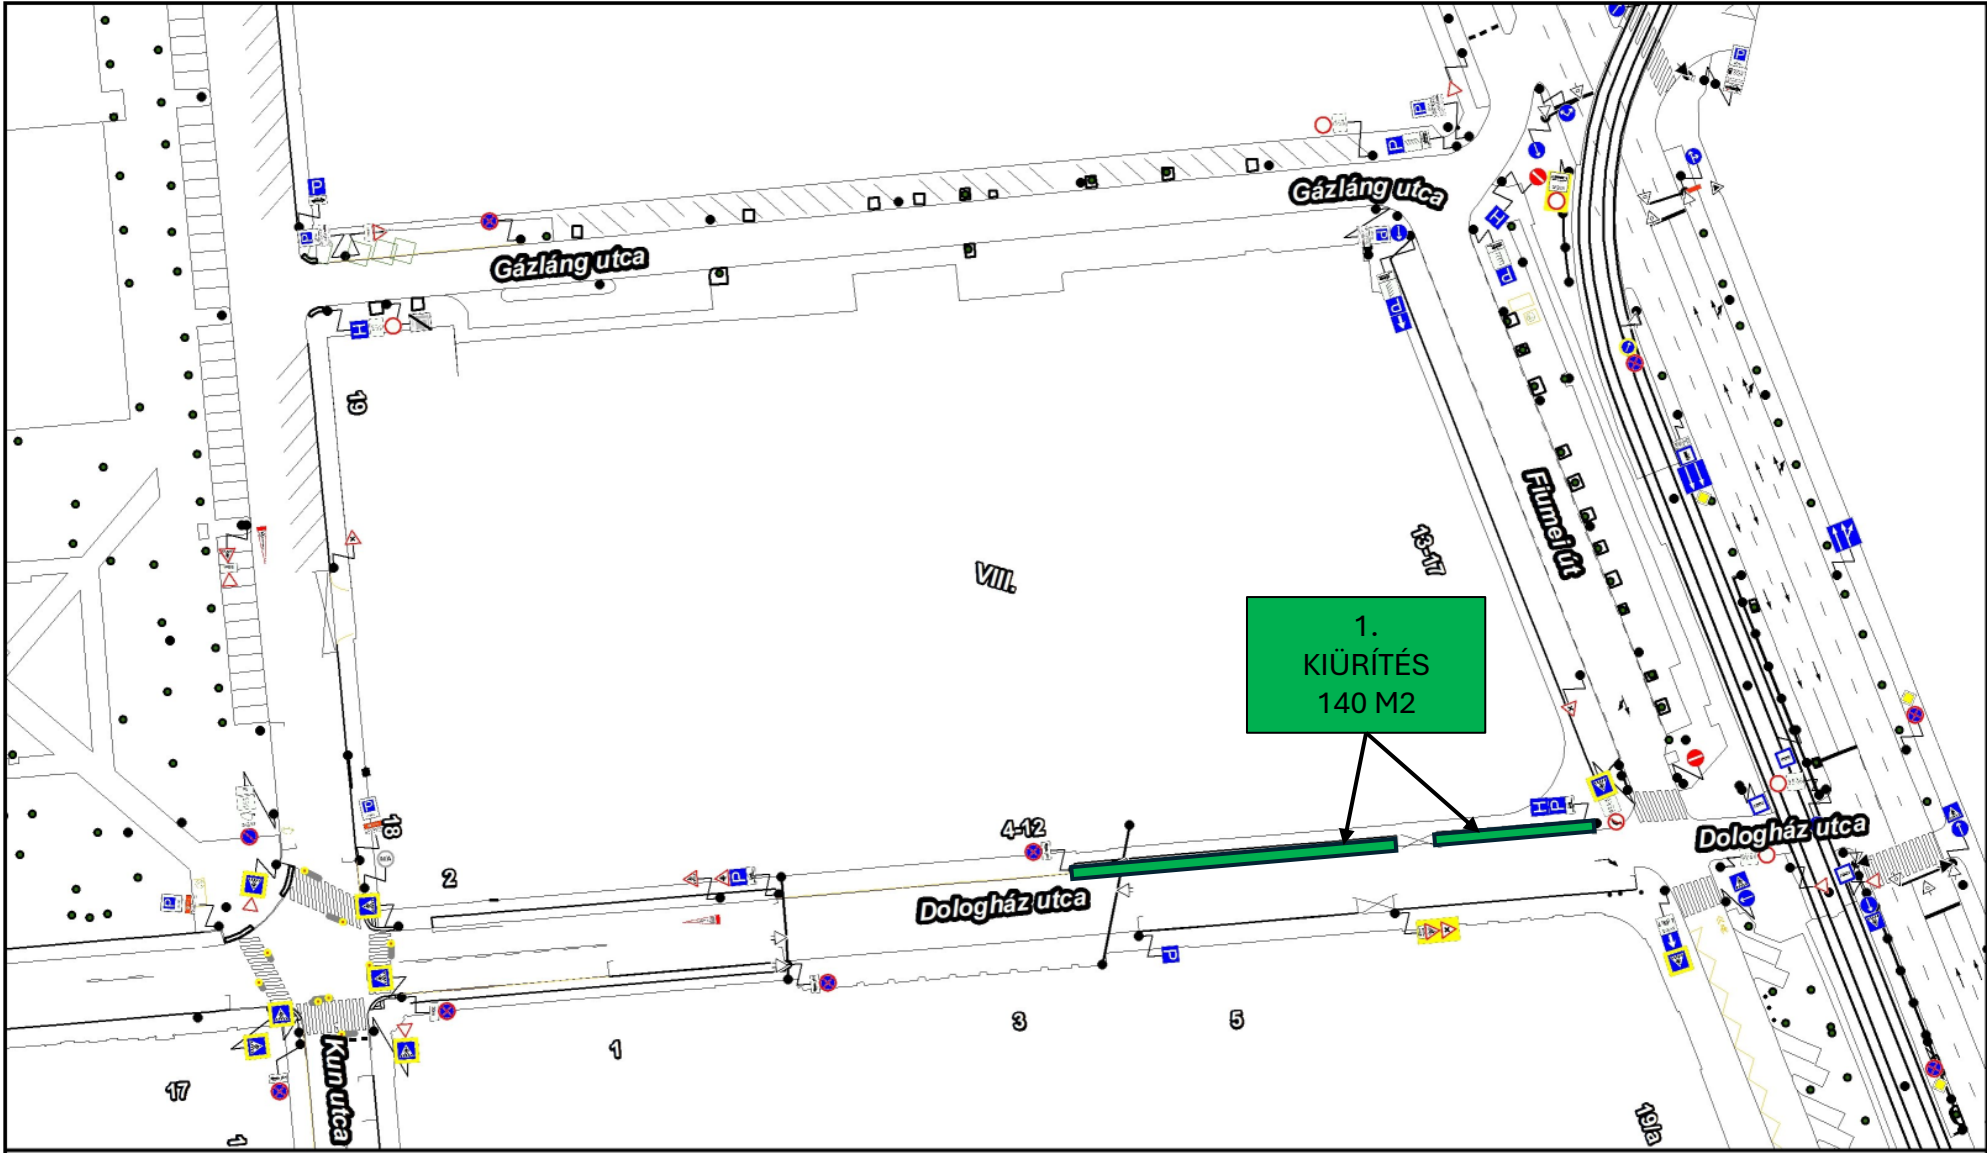 Gázláng utca
Gázláng utca
P
P
P
P
H
P
P
P
H
P
H
19
VIII.
13-17
Fiumei út
1.
KIÜRÍTÉS
140 M2
P
18
2
P
4-12
H
P
Dologház utca
Dologház utca
P
P
1
3
5
17
1
Kun utca
19/a